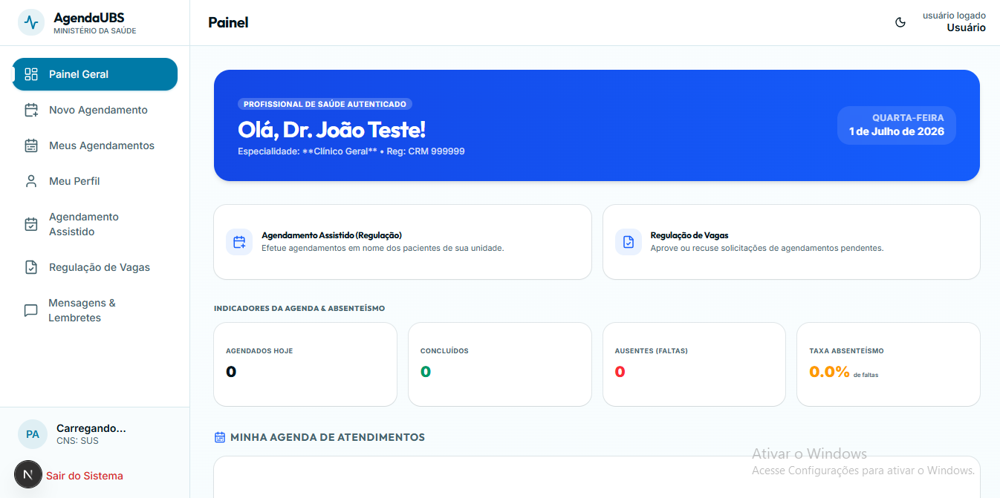 AgendaUBS
MINISTÉRIO DA SAÚDE
Painel
usuário logado
Usuário
Painel Geral
Novo Agendamento
Meus Agendamentos
Meu Perfil
Agendamento
Assistido
Regulação de Vagas
Mensagens &
Lembretes
PA
Carregando...
CNS: SUS
N
Sair do Sistema
PROFISSIONAL DE SAÚDE AUTENTICADO
Olá, Dr. João Teste!
Especialidade: **Clínico Geral** • Reg: CRM 999999
QUARTA-FEIRA
1 de Julho de 2026
Agendamento Assistido (Regulação)
Efetue agendamentos em nome dos pacientes de sua unidade.
Regulação de Vagas
Aprove ou recuse solicitações de agendamentos pendentes.
INDICADORES DA AGENDA & ABSENTEÍSMO
AGENDADOS HOJE
0
CONCLUÍDOS
0
AUSENTES (FALTAS)
0
TAXA ABSENTEÍSMO
0.0% de faltas
MINHA AGENDA DE ATENDIMENTOS
Ativar o Windows
Acesse Configurações para ativar o Windows.